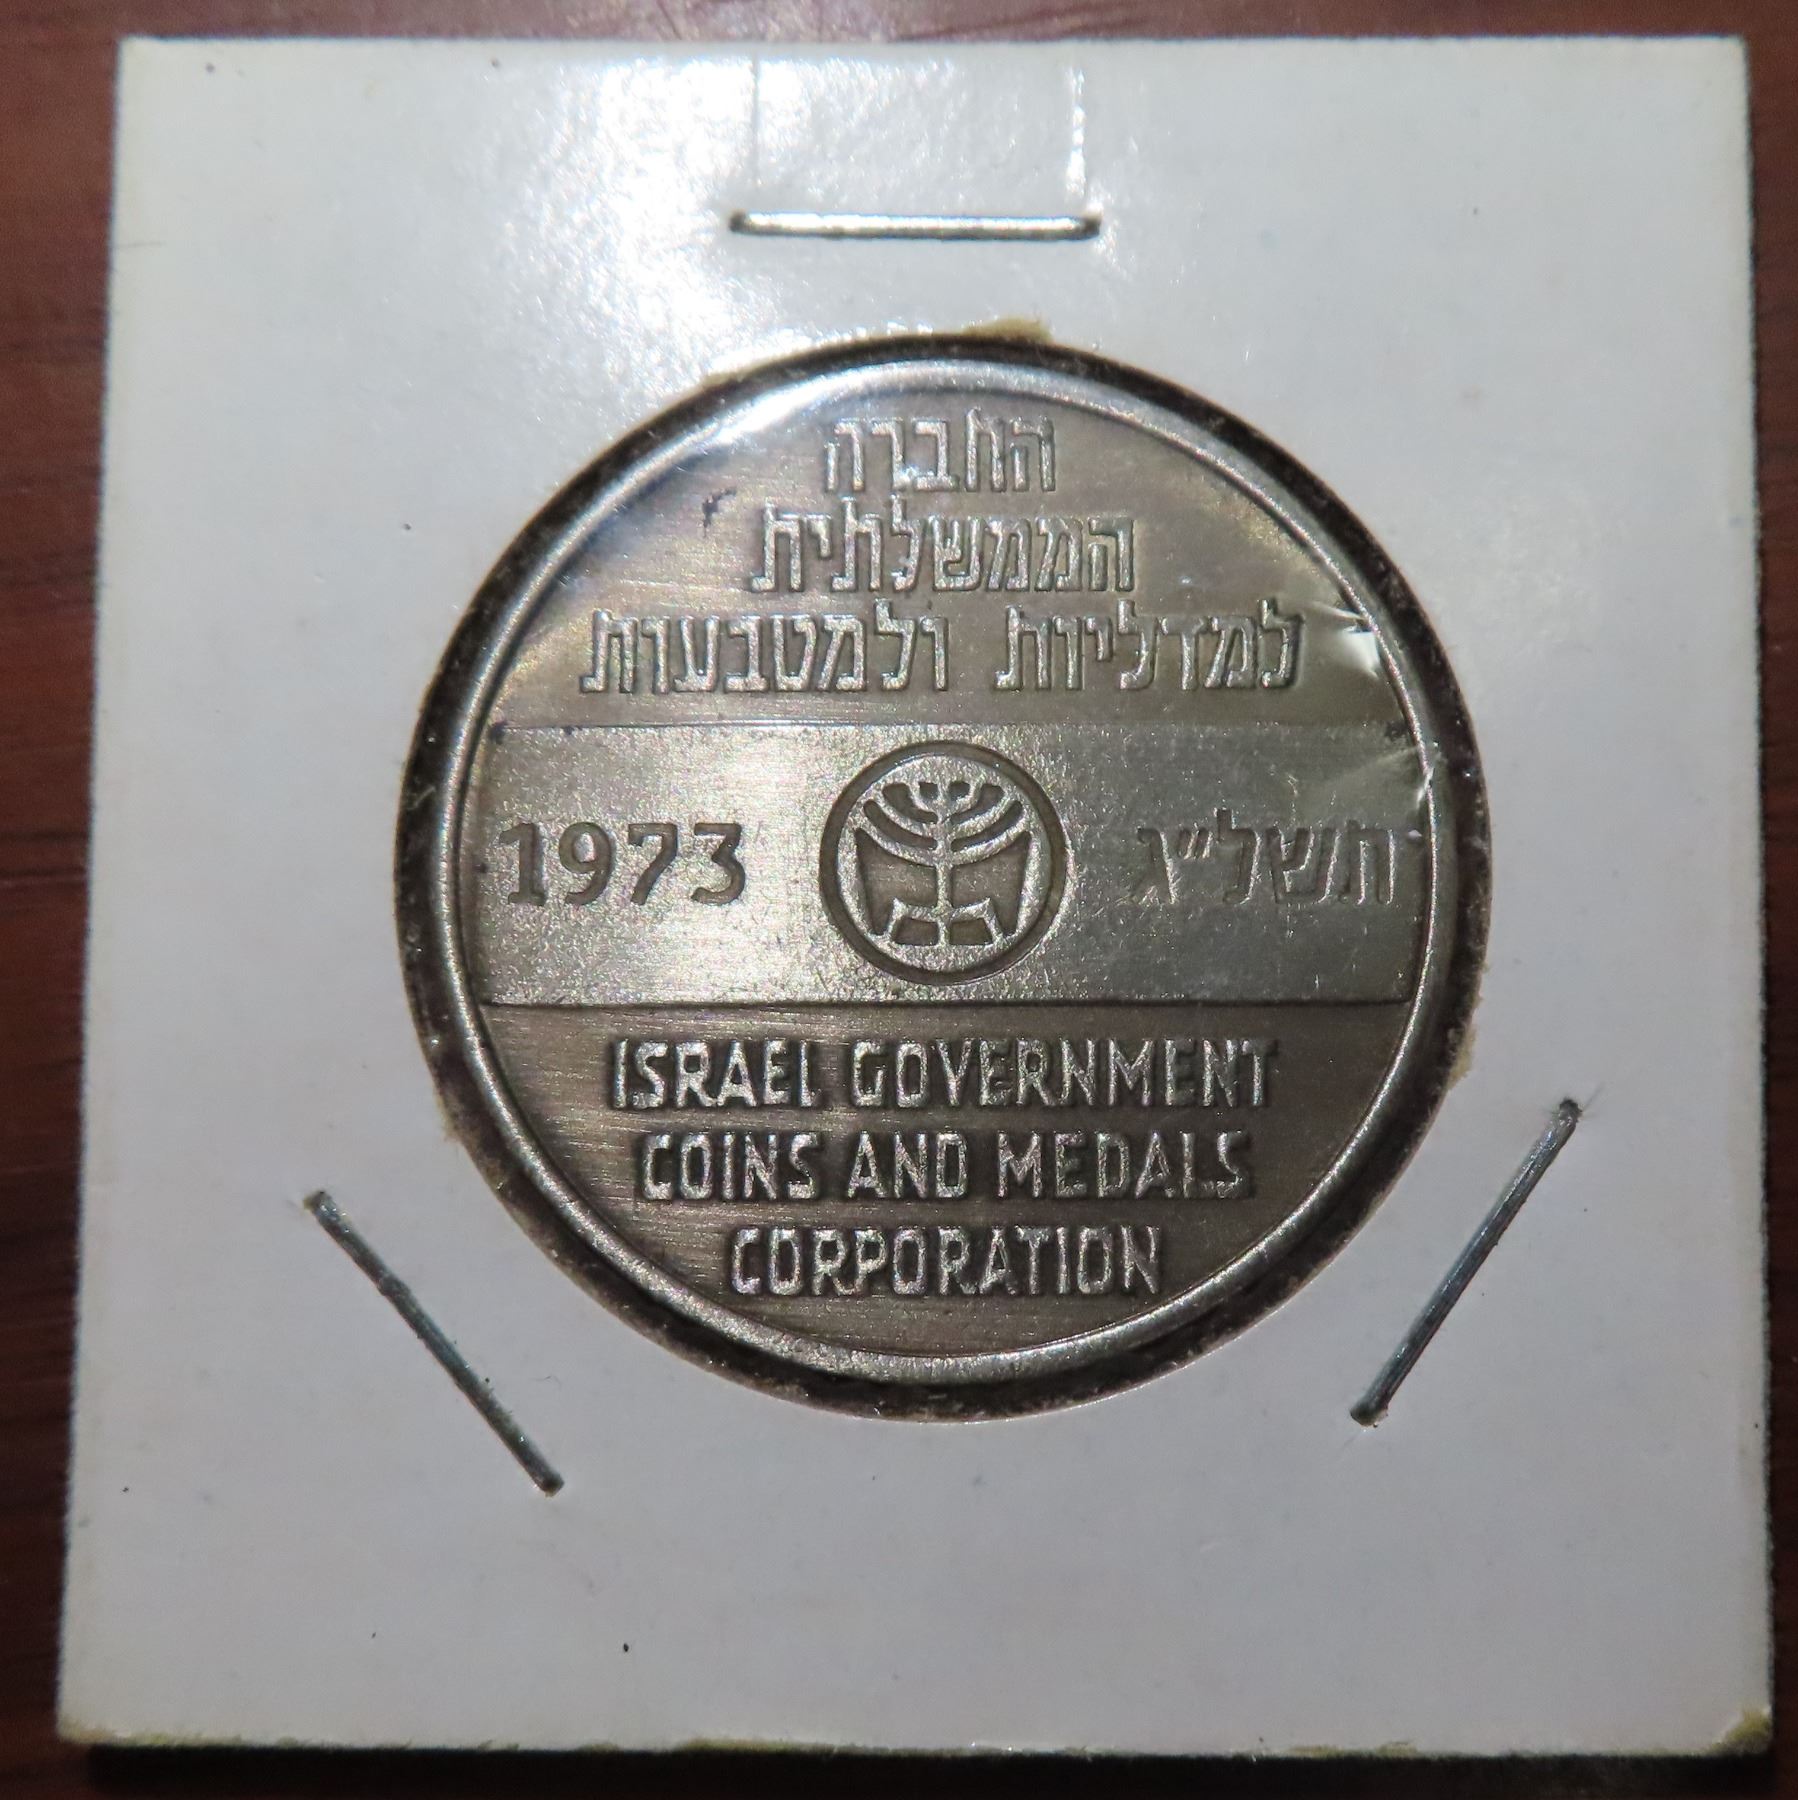 החברה
הממשלתית
למדליות ולמטבעות
1973 תשל"ג
ISRAEL GOVERNMENT
COINS AND MEDALS
CORPORATION